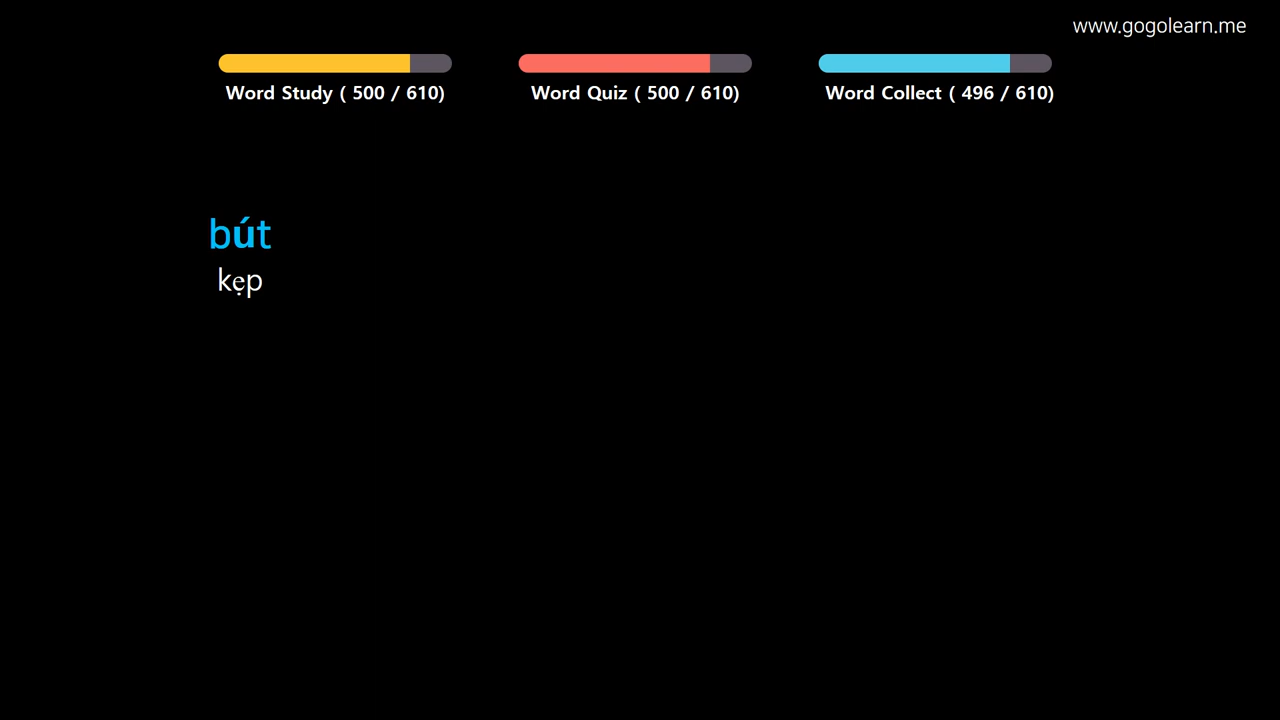 www.gogolearn.me
Word Study ( 500 / 610)
Word Quiz ( 500 / 610)
Word Collect ( 496 / 610)
bút
kẹp